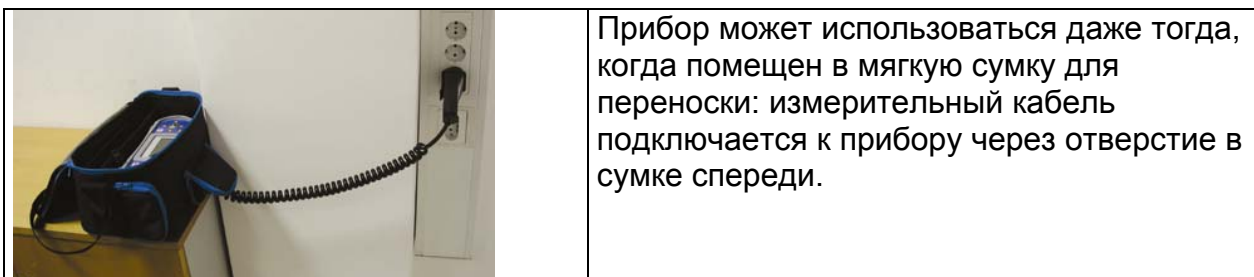 Прибор может использоваться даже тогда,
когда помещен в мягкую сумку для
переноски: измерительный кабель
подключается к прибору через отверстие в
сумке спереди.